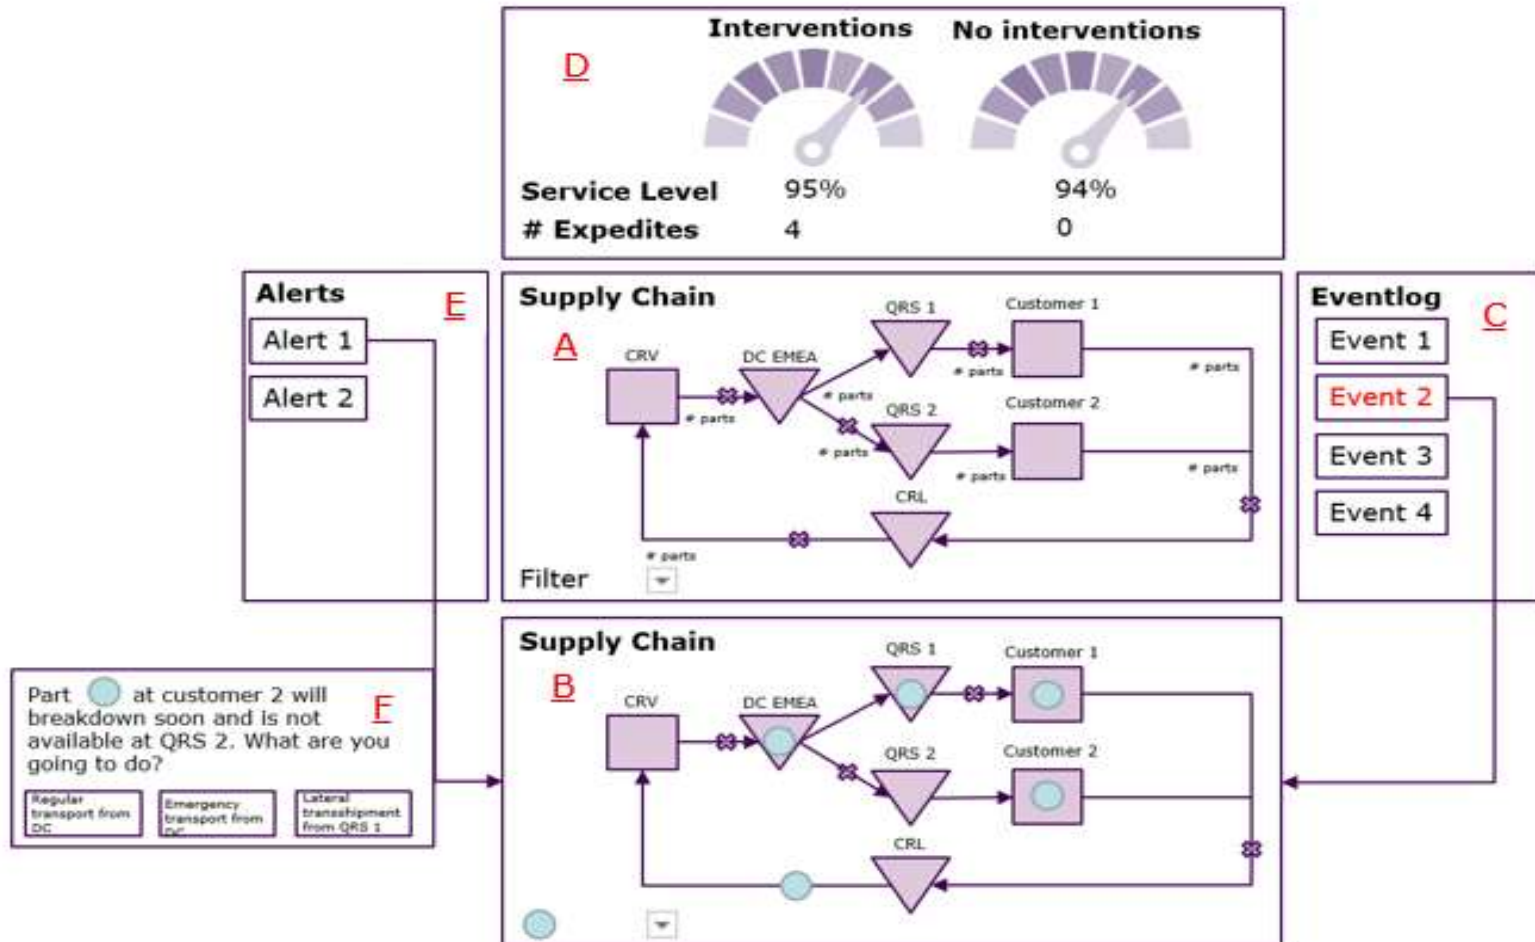 Interventions
No interventions
D
Service Level
95%
94%
# Expedites
4
0
Alerts
E
Alert 1
Alert 2
Supply Chain
A
CRV
DC EMEA
QRS 1
Customer 1
# parts
# parts
# parts
# parts
QRS 2
Customer 2
# parts
# parts
# parts
CRL
# parts
Filter
Eventlog
C
Event 1
Event 2
Event 3
Event 4
Part at customer 2 will
breakdown soon and is not
available at QRS 2. What are you
going to do?
F
Regular
transport from
DC
Emergency
transport from
DC
Lateral
transshipment
from QRS 1
Supply Chain
B
CRV
DC EMEA
QRS 1
Customer 1
QRS 2
Customer 2
CRL